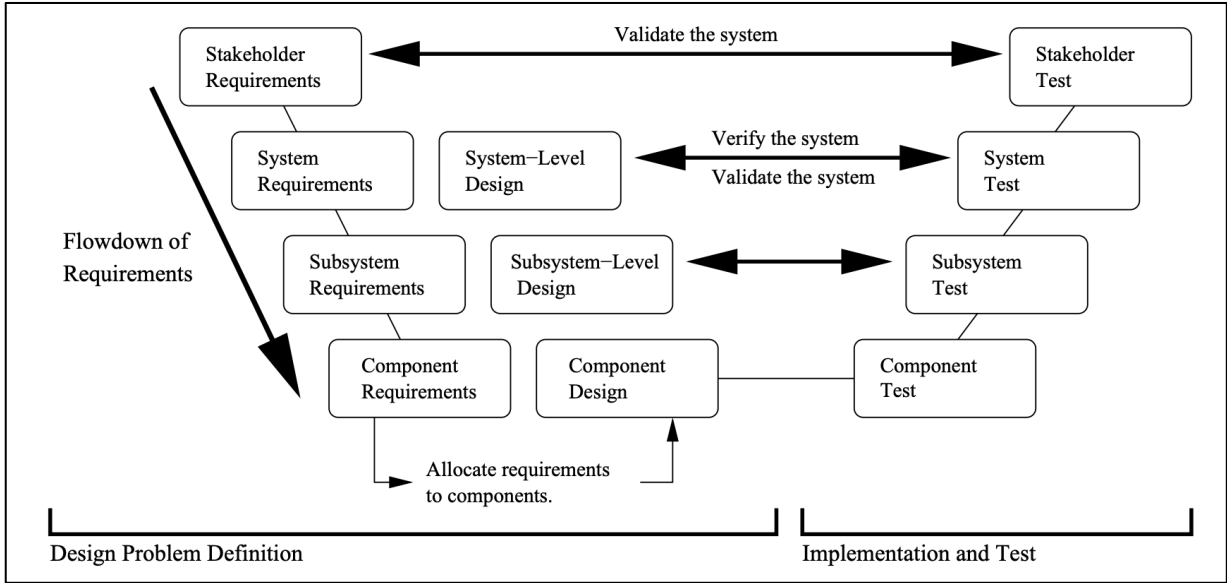 Validate the system
Stakeholder
Requirements
Stakeholder
Test
System
Requirements
System−Level
Design
Verify the system
Validate the system
System
Test
Flowdown of
Requirements
Subsystem
Requirements
Subsystem−Level
Design
Subsystem
Test
Component
Requirements
Component
Design
Component
Test
Allocate requirements
to components.
Design Problem Definition
Implementation and Test